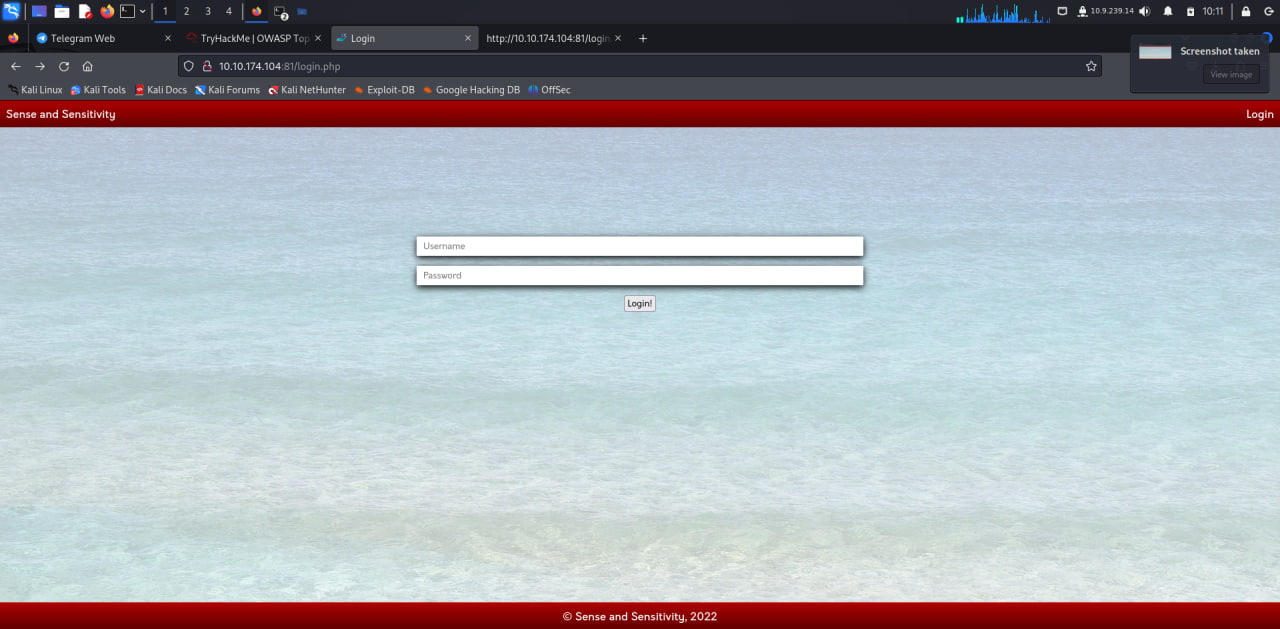 1 2 3 4 2 10.9.239.14 10:11
Telegram Web TryHackMe | OWASP Top Login http://10.10.174.104:81/login
Screenshot taken
View image
10.10.174.104:81/login.php
Kali Linux Kali Tools Kali Docs Kali Forums Kali NetHunter Exploit-DB Google Hacking DB OffSec
Sense and Sensitivity Login
Username
Password
Login!
© Sense and Sensitivity, 2022